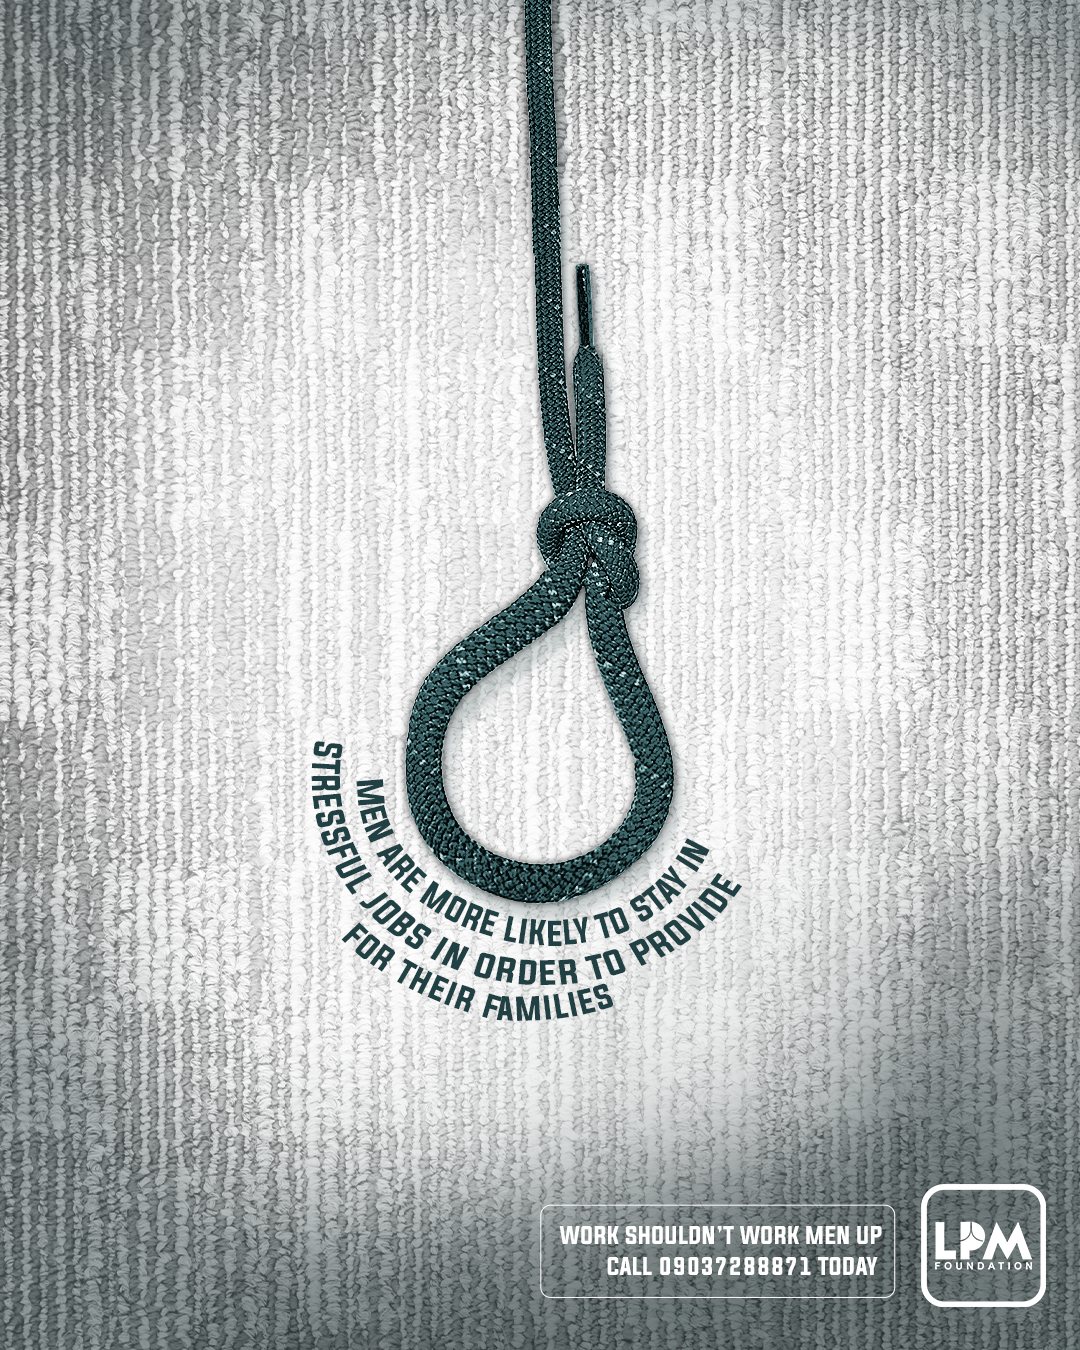 MEN ARE MORE LIKELY TO STAY IN
STRESSFUL JOBS IN ORDER TO PROVIDE
FOR THEIR FAMILIES
WORK SHOULDN'T WORK MEN UP
CALL 09037288871 TODAY
LPM
FOUNDATION